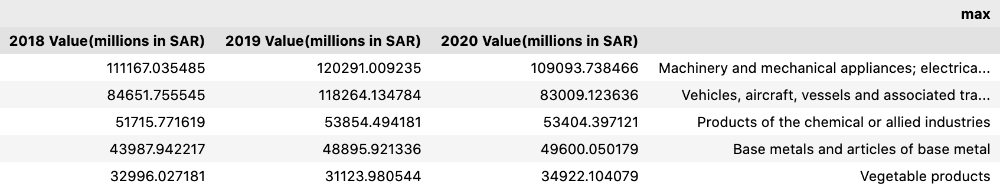 max
2018 Value(millions in SAR) 2019 Value(millions in SAR) 2020 Value(millions in SAR)
111167.035485 120291.009235 109093.738466 Machinery and mechanical appliances; electrica...
84651.755545 118264.134784 83009.123636 Vehicles, aircraft, vessels and associated tra...
51715.771619 53854.494181 53404.397121 Products of the chemical or allied industries
43987.942217 48895.921336 49600.050179 Base metals and articles of base metal
32996.027181 31123.980544 34922.104079 Vegetable products